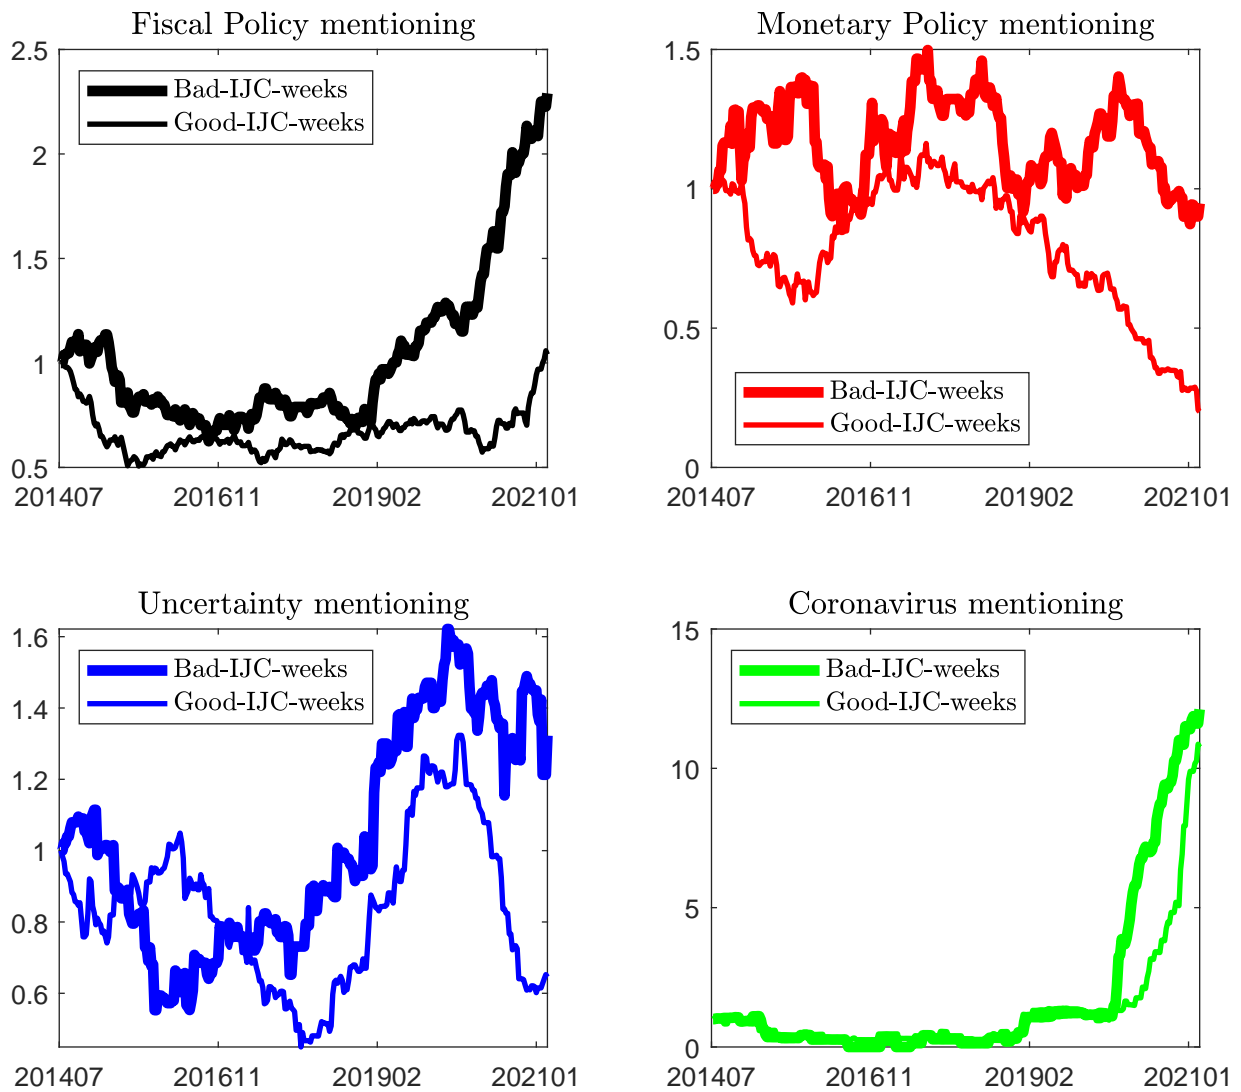 Fiscal Policy mentioning
2.5
2
1.5
1
0.5
Bad-IJC-weeks
Good-IJC-weeks
201407 201611 201902 202101
Monetary Policy mentioning
1.5
1
0.5
0
Bad-IJC-weeks
Good-IJC-weeks
201407 201611 201902 202101
Uncertainty mentioning
1.6
1.4
1.2
1
0.8
0.6
Bad-IJC-weeks
Good-IJC-weeks
201407 201611 201902 202101
Coronavirus mentioning
15
10
5
0
Bad-IJC-weeks
Good-IJC-weeks
201407 201611 201902 202101